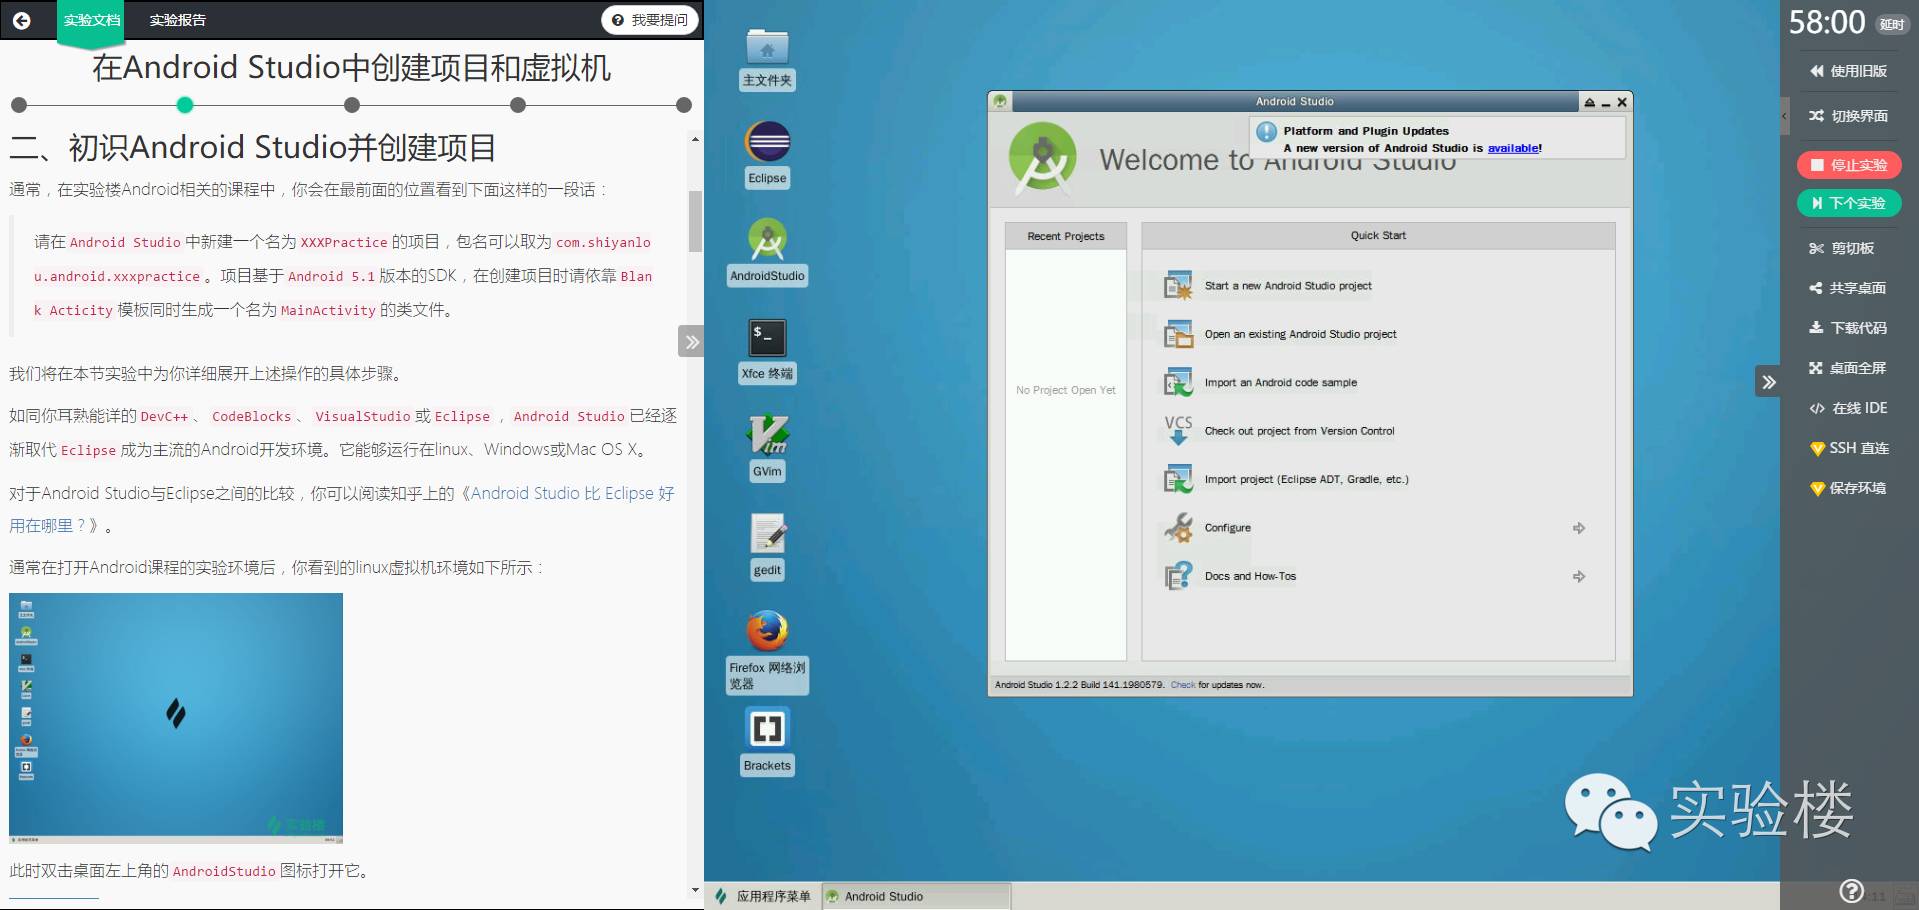 实验文档
实验报告
我要提问
在Android Studio中创建项目和虚拟机
二、初识Android Studio并创建项目
通常，在实验楼Android相关的课程中，你会在最前面的位置看到下面这样的一段话：
请在 Android Studio 中新建一个名为 XXXPractice 的项目，包名可以取为 com.shiyanlo
u.android.xxxpractice 。项目基于 Android 5.1 版本的SDK，在创建项目时请依靠 Blan
k Acticity 模板同时生成一个名为 MainActivity 的类文件。
我们将在本节实验中为你详细展开上述操作的具体步骤。
如同你耳熟能详的 DevC++ 、 CodeBlocks 、 VisualStudio 或 Eclipse ，Android Studio 已经逐
渐取代 Eclipse 成为主流的Android开发环境。它能够运行在linux、Windows或Mac OS X。
对于Android Studio与Eclipse之间的比较，你可以阅读知乎上的《Android Studio 比 Eclipse 好
用在哪里？》。
通常在打开Android课程的实验环境后，你看到的linux虚拟机环境如下所示：
实验楼
此时双击桌面左上角的 AndroidStudio 图标打开它。
主文件夹
Eclipse
AndroidStudio
Xfce 终端
GVim
gedit
Firefox 网络浏
览器
Brackets
Android Studio
Platform and Plugin Updates
A new version of Android Studio is available!
Welcome to Android Studio
Recent Projects
No Project Open Yet
Quick Start
Start a new Android Studio project
Open an existing Android Studio project
Import an Android code sample
VCS
Check out project from Version Control
Import project (Eclipse ADT, Gradle, etc.)
Configure
Docs and How-Tos
Android Studio 1.2.2 Build 141.1980579. Check for updates now.
应用程序菜单
Android Studio
58:00
延时
使用旧版
切换界面
停止实验
下个实验
剪切板
共享桌面
下载代码
桌面全屏
在线 IDE
SSH 直连
保存环境
实验楼